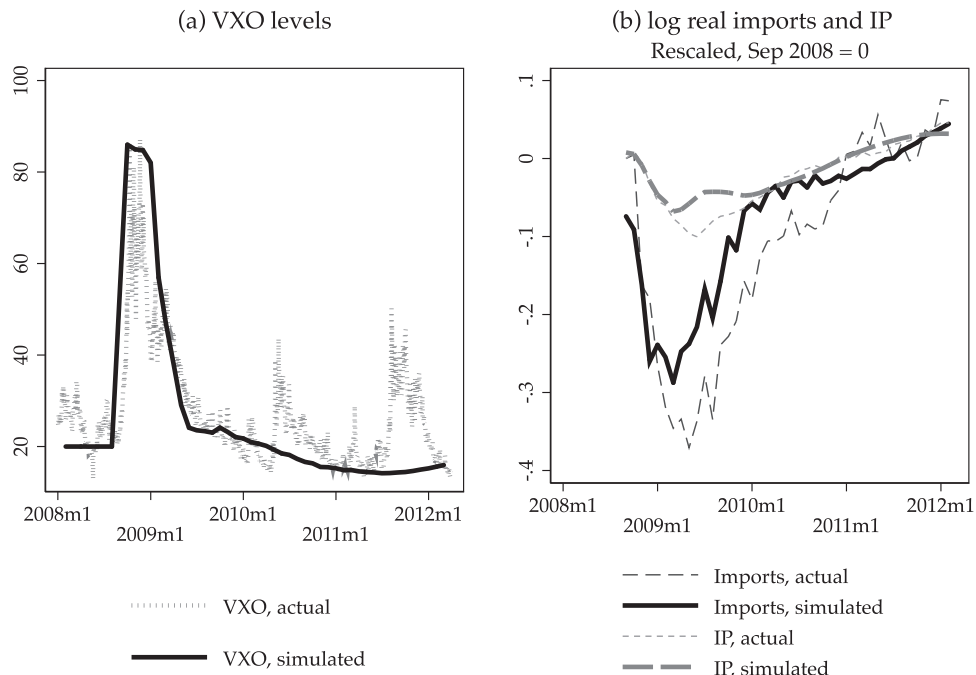 (a) VXO levels
100
80
60
40
20
2008m1
2009m1
2010m1
2011m1
2012m1
VXO, actual
VXO, simulated
(b) log real imports and IP
Rescaled, Sep 2008 = 0
.1
0
-.1
-.2
-.3
-.4
2008m1
2009m1
2010m1
2011m1
2012m1
Imports, actual
Imports, simulated
IP, actual
IP, simulated